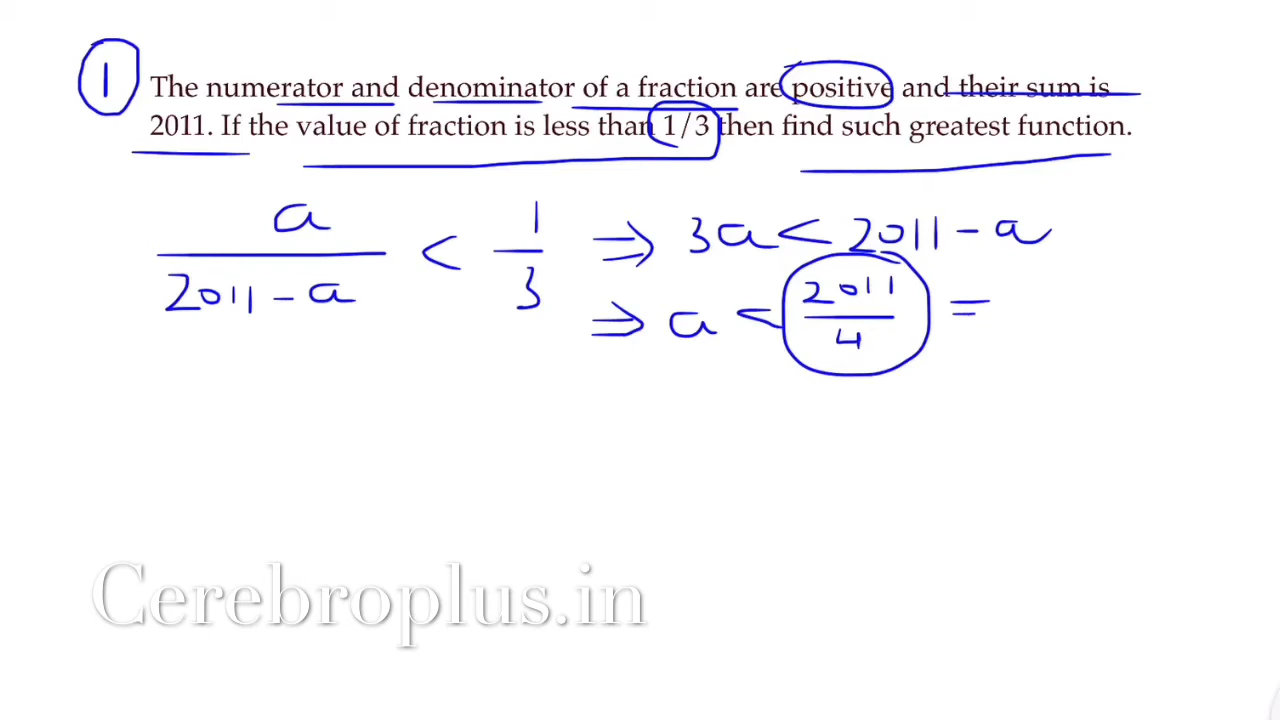 1
The numerator and denominator of a fraction are positive and their sum is
2011. If the value of fraction is less than 1/3 then find such greatest function.
a / 2011 - a < 1 / 3 ⇒ 3a < 2011 - a
⇒ a < 2011 / 4 =
Cerebroplus.in